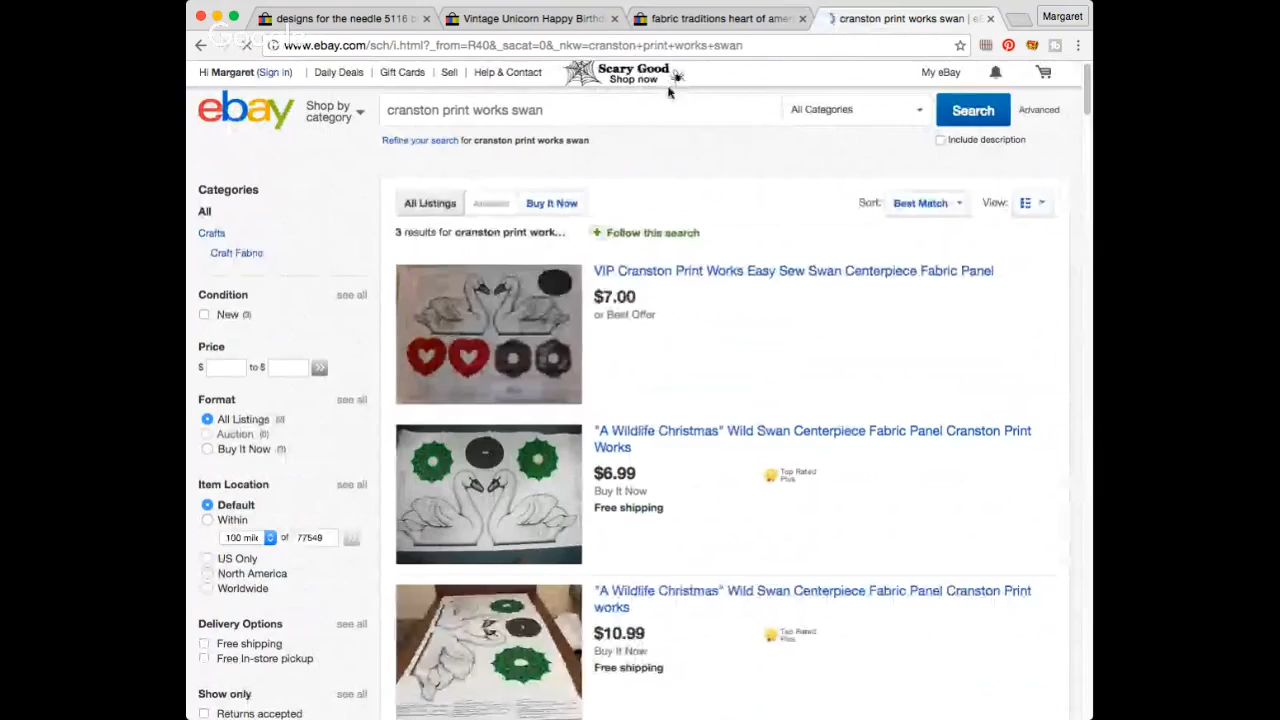 designs for the needle 5116 b
Vintage Unicorn Happy Birthd
fabric traditions heart of amer
cranston print works swan | e
Margaret
Google
www.ebay.com/sch/i.html?_from=R40&_sacat=0&_nkw=cranston+print+works+swan
Hi Margaret (Sign in)
Daily Deals
Gift Cards
Sell
Help & Contact
Scary Good
Shop now
My eBay
ebay
Shop by
category
cranston print works swan
All Categories
Search
Advanced
Refine your search for cranston print works swan
Include description
Categories
All
Crafts
Craft Fabric
Condition
see all
New (3)
Price
$ to $
Format
see all
All Listings
Auction (0)
Buy It Now
Item Location
see all
Default
Within
100 mile of 77549
US Only
North America
Worldwide
Delivery Options
see all
Free shipping
Free In-store pickup
Show only
see all
Returns accepted
All Listings
Auction
Buy It Now
Sort: Best Match
View:
3 results for cranston print work...
+ Follow this search
VIP Cranston Print Works Easy Sew Swan Centerpiece Fabric Panel
$7.00
or Best Offer
"A Wildlife Christmas" Wild Swan Centerpiece Fabric Panel Cranston Print
Works
$6.99
Buy It Now
Free shipping
Top Rated
Plus
"A Wildlife Christmas" Wild Swan Centerpiece Fabric Panel Cranston Print
works
$10.99
Buy It Now
Free shipping
Top Rated
Plus